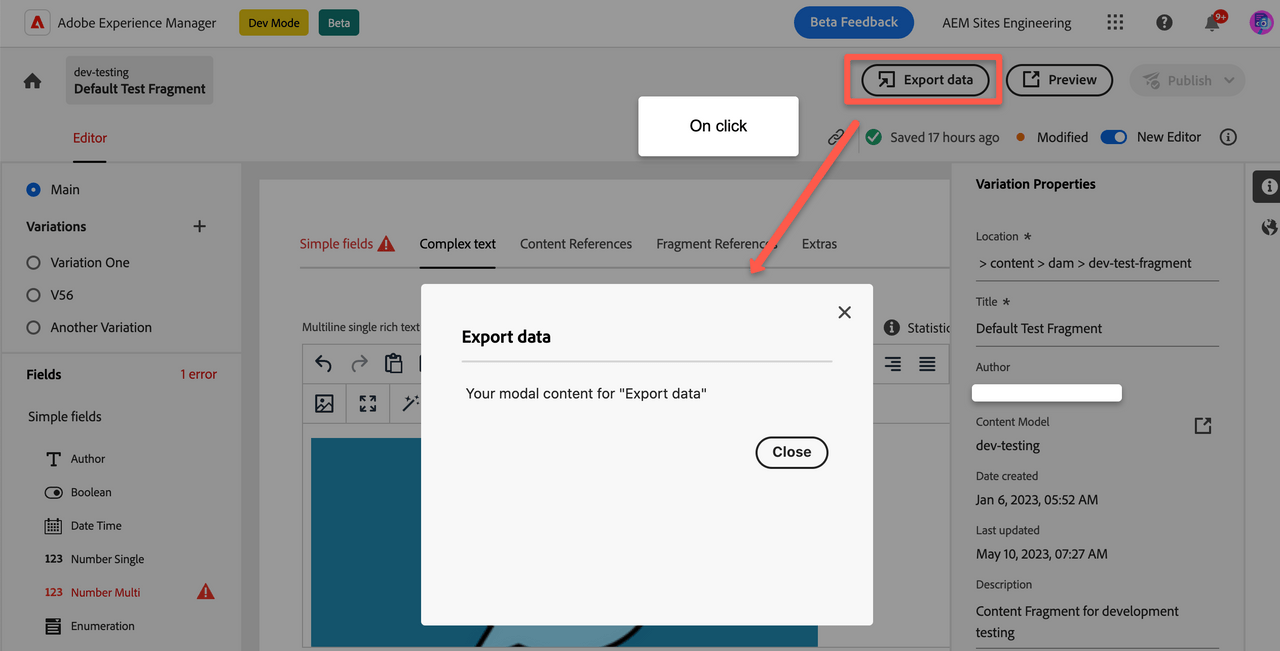 Adobe Experience Manager
Dev Mode
Beta
Beta Feedback
AEM Sites Engineering
9+
dev-testing
Default Test Fragment
Export data
Preview
Publish
Editor
On click
Saved 17 hours ago
Modified
New Editor
Main
Variations
Variation One
V56
Another Variation
Fields
1 error
Simple fields
Author
Boolean
Date Time
123 Number Single
123 Number Multi
Enumeration
Simple fields
Complex text
Content References
Fragment References
Extras
Multiline single rich text
Export data
Your modal content for "Export data"
Close
Variation Properties
Location *
> content > dam > dev-test-fragment
Title *
Default Test Fragment
Author
Content Model
dev-testing
Date created
Jan 6, 2023, 05:52 AM
Last updated
May 10, 2023, 07:27 AM
Description
Content Fragment for development
testing